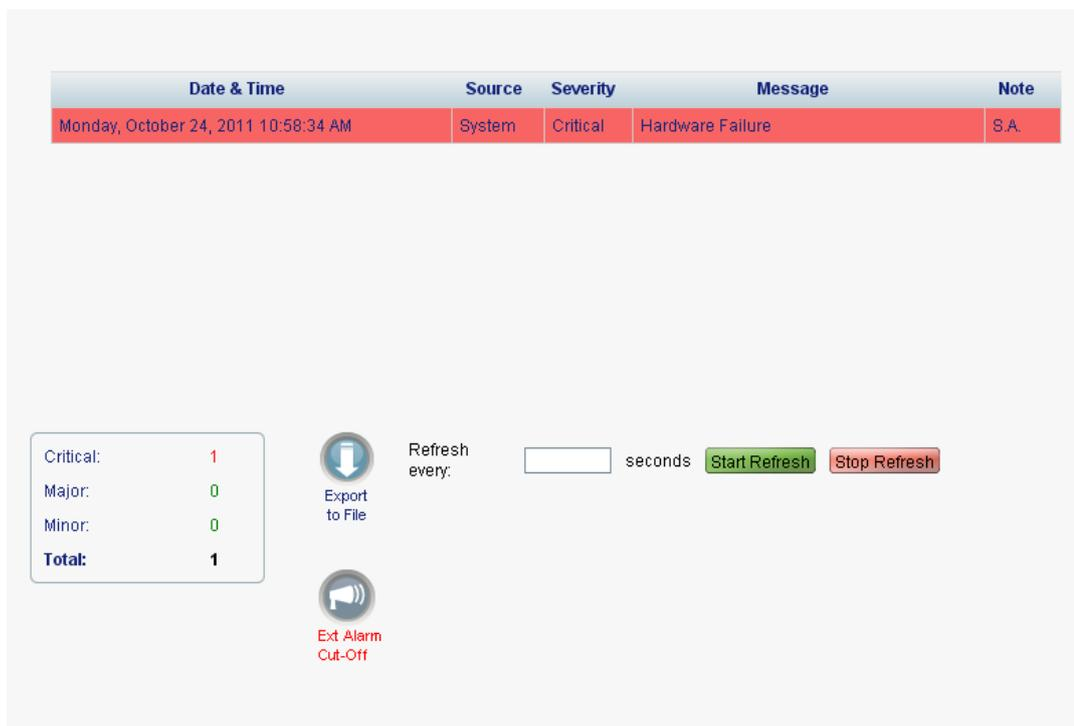 Date & Time Source Severity Message Note
Monday, October 24, 2011 10:58:34 AM System Critical Hardware Failure S.A.
Critical: 1
Major: 0
Minor: 0
Total: 1
Export
to File
Refresh
every:
seconds Start Refresh Stop Refresh
Ext Alarm
Cut-Off